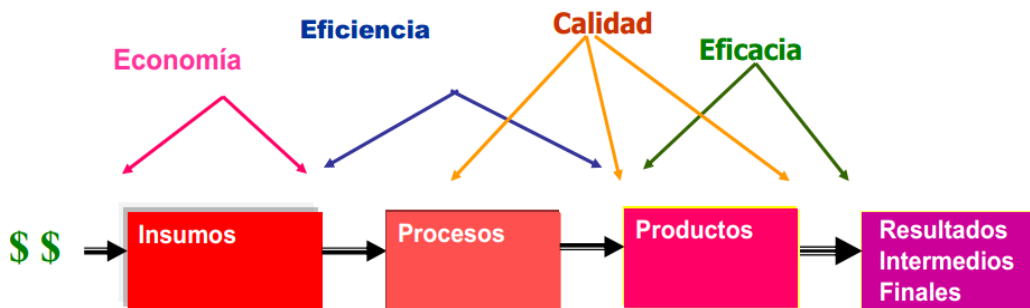 Economía
Eficiencia
Calidad
Eficacia
$ $
Insumos
Procesos
Productos
Resultados
Intermedios
Finales